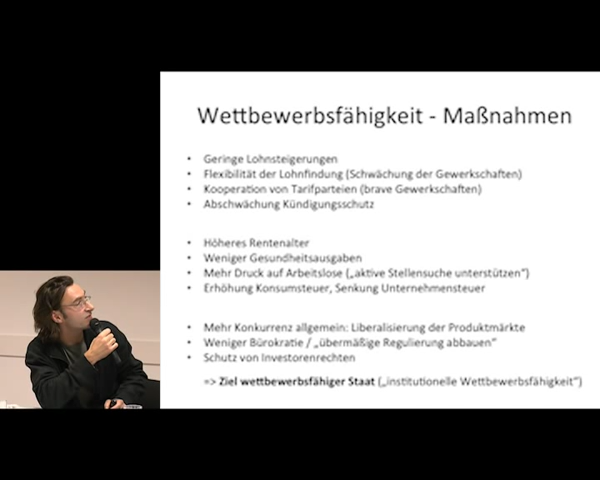 Wettbewerbsfähigkeit - Maßnahmen
• Geringe Lohnsteigerungen
• Flexibilität der Lohnfindung (Schwächung der Gewerkschaften)
• Kooperation von Tarifparteien (brave Gewerkschaften)
• Abschwächung Kündigungsschutz
• Höheres Rentenalter
• Weniger Gesundheitsausgaben
• Mehr Druck auf Arbeitslose („aktive Stellensuche unterstützen“)
• Erhöhung Konsumsteuer, Senkung Unternehmensteuer
• Mehr Konkurrenz allgemein: Liberalisierung der Produktmärkte
• Weniger Bürokratie / „übermäßige Regulierung abbauen“
• Schutz von Investorenrechten
=> Ziel wettbewerbsfähiger Staat („institutionelle Wettbewerbsfähigkeit“)